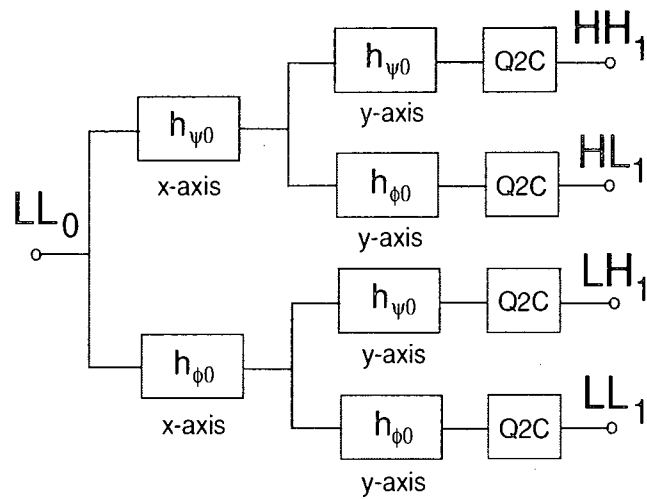 HH₁
h_ψ0
Q2C
y-axis
h_ψ0
x-axis
HL₁
h_ϕ0
Q2C
y-axis
LL₀
LH₁
h_ψ0
Q2C
y-axis
h_ϕ0
x-axis
LL₁
h_ϕ0
Q2C
y-axis